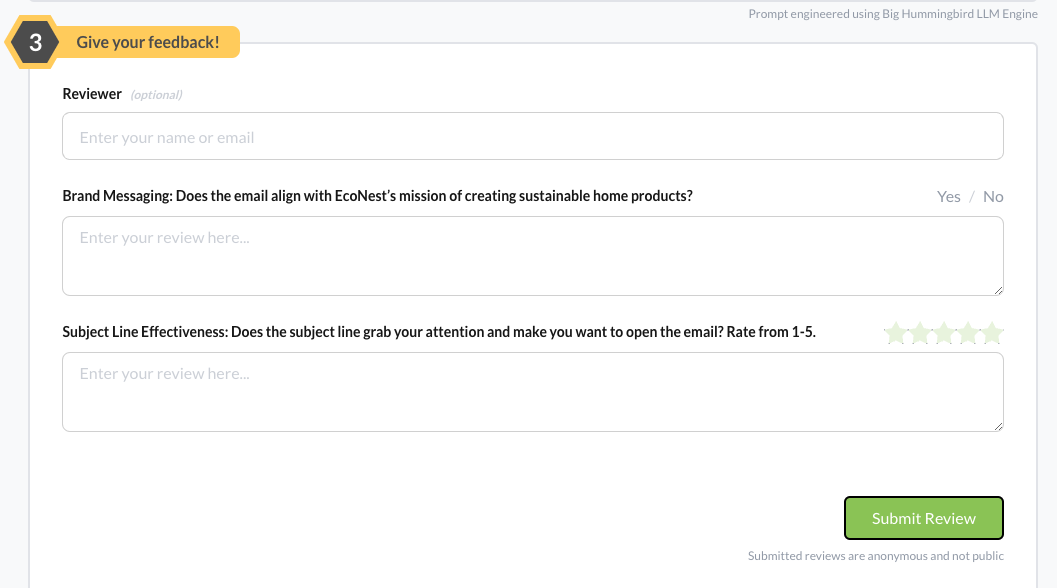 Prompt engineered using Big Hummingbird LLM Engine
3 Give your feedback!
Reviewer (optional)
Enter your name or email
Brand Messaging: Does the email align with EcoNest’s mission of creating sustainable home products? Yes / No
Enter your review here...
Subject Line Effectiveness: Does the subject line grab your attention and make you want to open the email? Rate from 1-5.
Enter your review here...
Submit Review
Submitted reviews are anonymous and not public